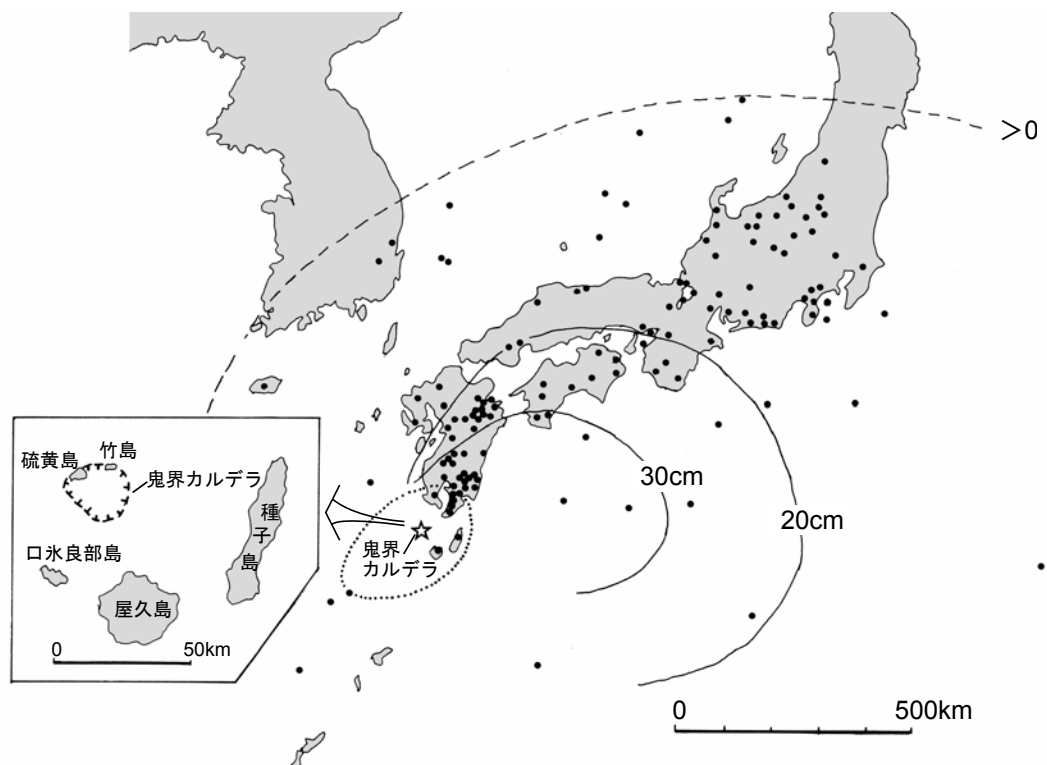 >0
30cm
20cm
鬼界
カルデラ
0 500km
硫黄島
竹島
鬼界カルデラ
種子島
口氷良部島
屋久島
0 50km